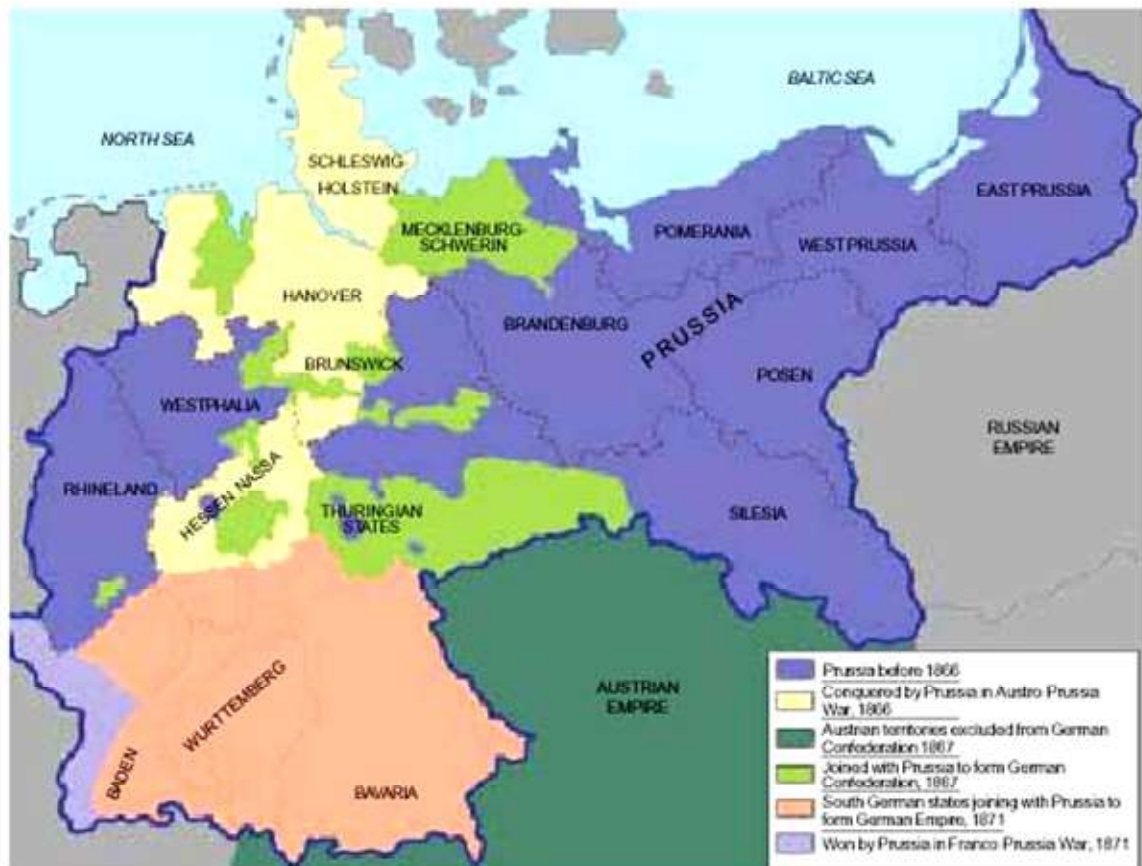 BALTIC SEA
NORTH SEA
SCHLESWIG
HOLSTEIN
EAST PRUSSIA
MECKLENBURG-
SCHWERIN
POMERANIA
WEST PRUSSIA
HANOVER
BRANDENBURG
PRUSSIA
BRUNSWICK
POSEN
WESTPHALIA
RUSSIAN
EMPIRE
RHINELAND
HESSEN NASSA
THURINGIAN
STATES
SILESIA
AUSTRIAN
EMPIRE
WURTTEMBERG
BADEN
BAVARIA
Prussia before 1866
Conquered by Prussia in Austro Prussia
War, 1866
Austrian territories excluded from German
Confederation 1867
Joined with Prussia to form German
Confederation, 1867
South German states joining with Prussia to
form German Empire, 1871
Won by Prussia in Franco Prussia War, 1871